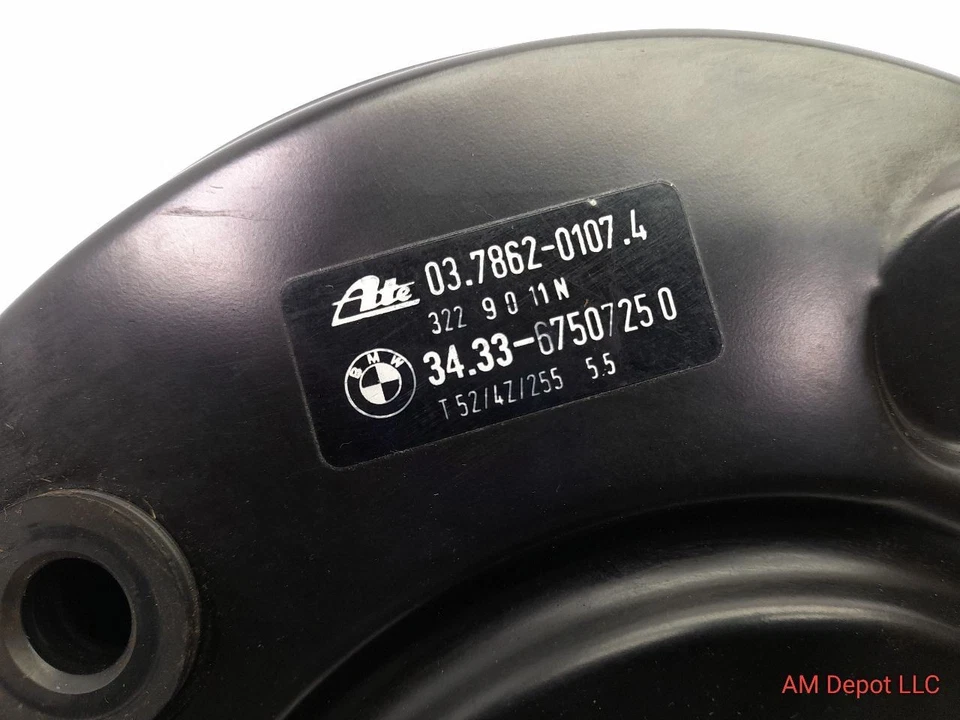 Ate 03.7862-0107.4
322 9 0 11 N
BMW 34.33-6750725 0
T 52/4Z/255 5.5
AM Depot LLC